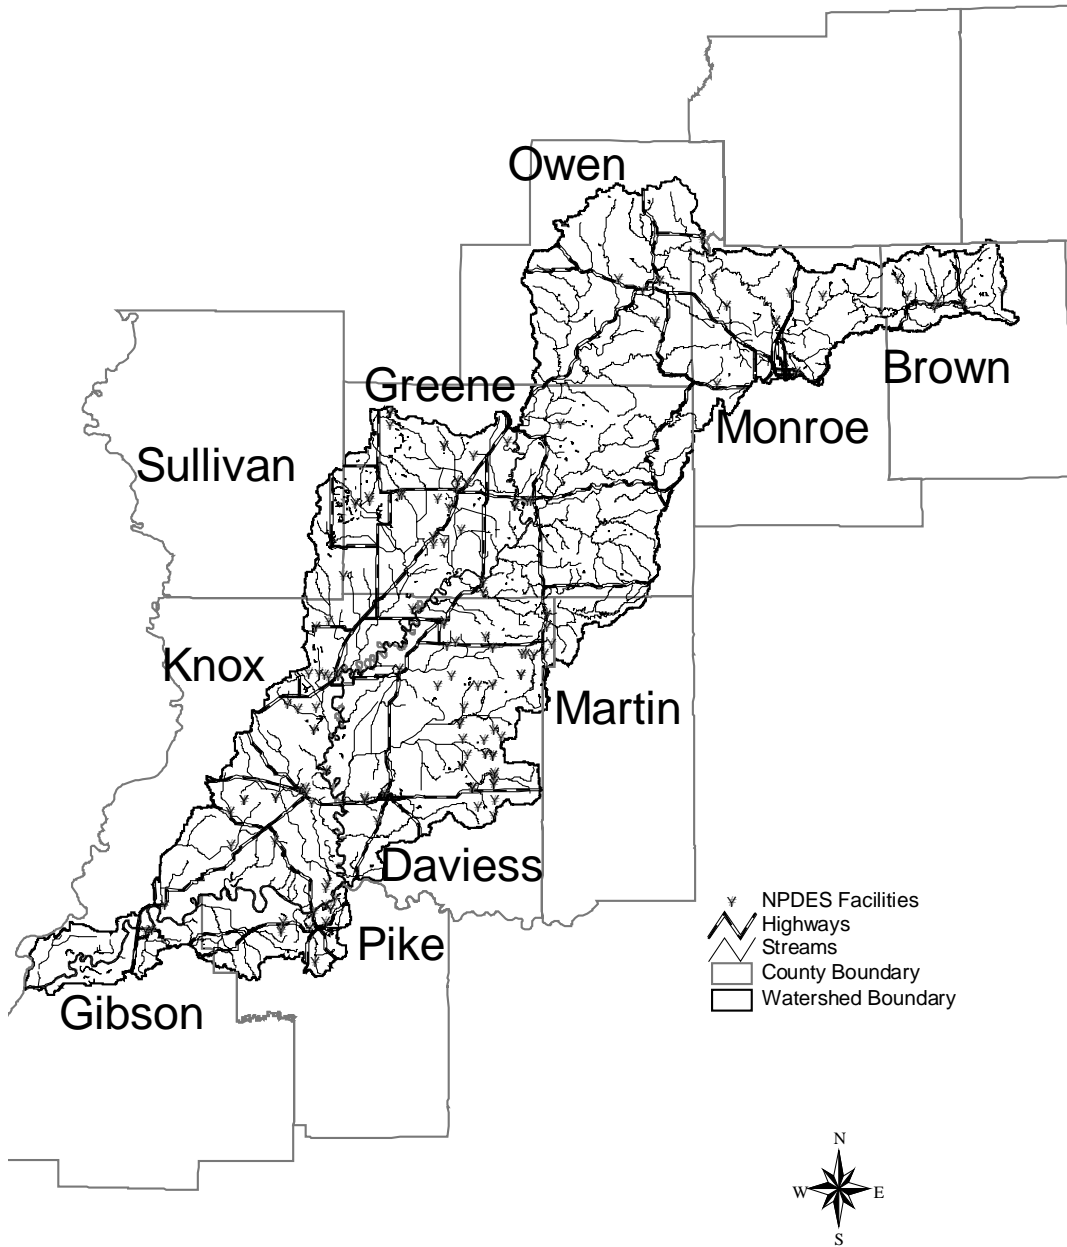 Owen
Brown
Greene
Monroe
Sullivan
Knox
Martin
Daviess
Pike
Gibson
NPDES Facilities
Highways
Streams
County Boundary
Watershed Boundary
N
W E
S